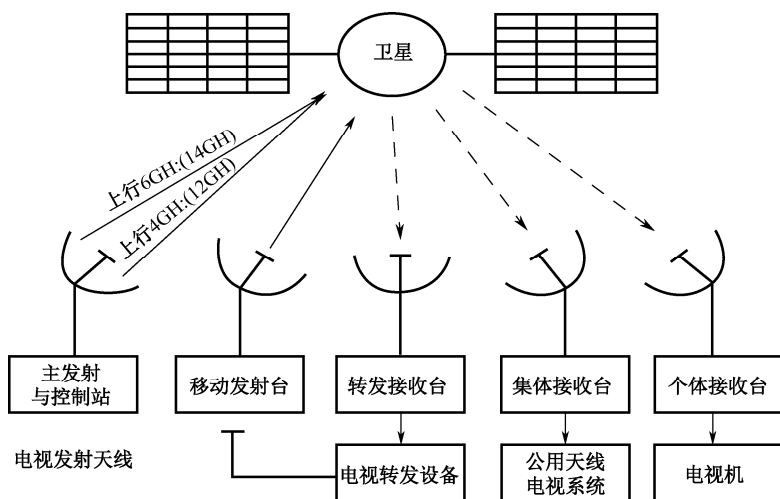 卫星
上行6GH:(14GH)
上行4GH:(12GH)
主发射
与控制站
移动发射台
转发接收台
集体接收台
个体接收台
电视发射天线
电视转发设备
公用天线
电视系统
电视机